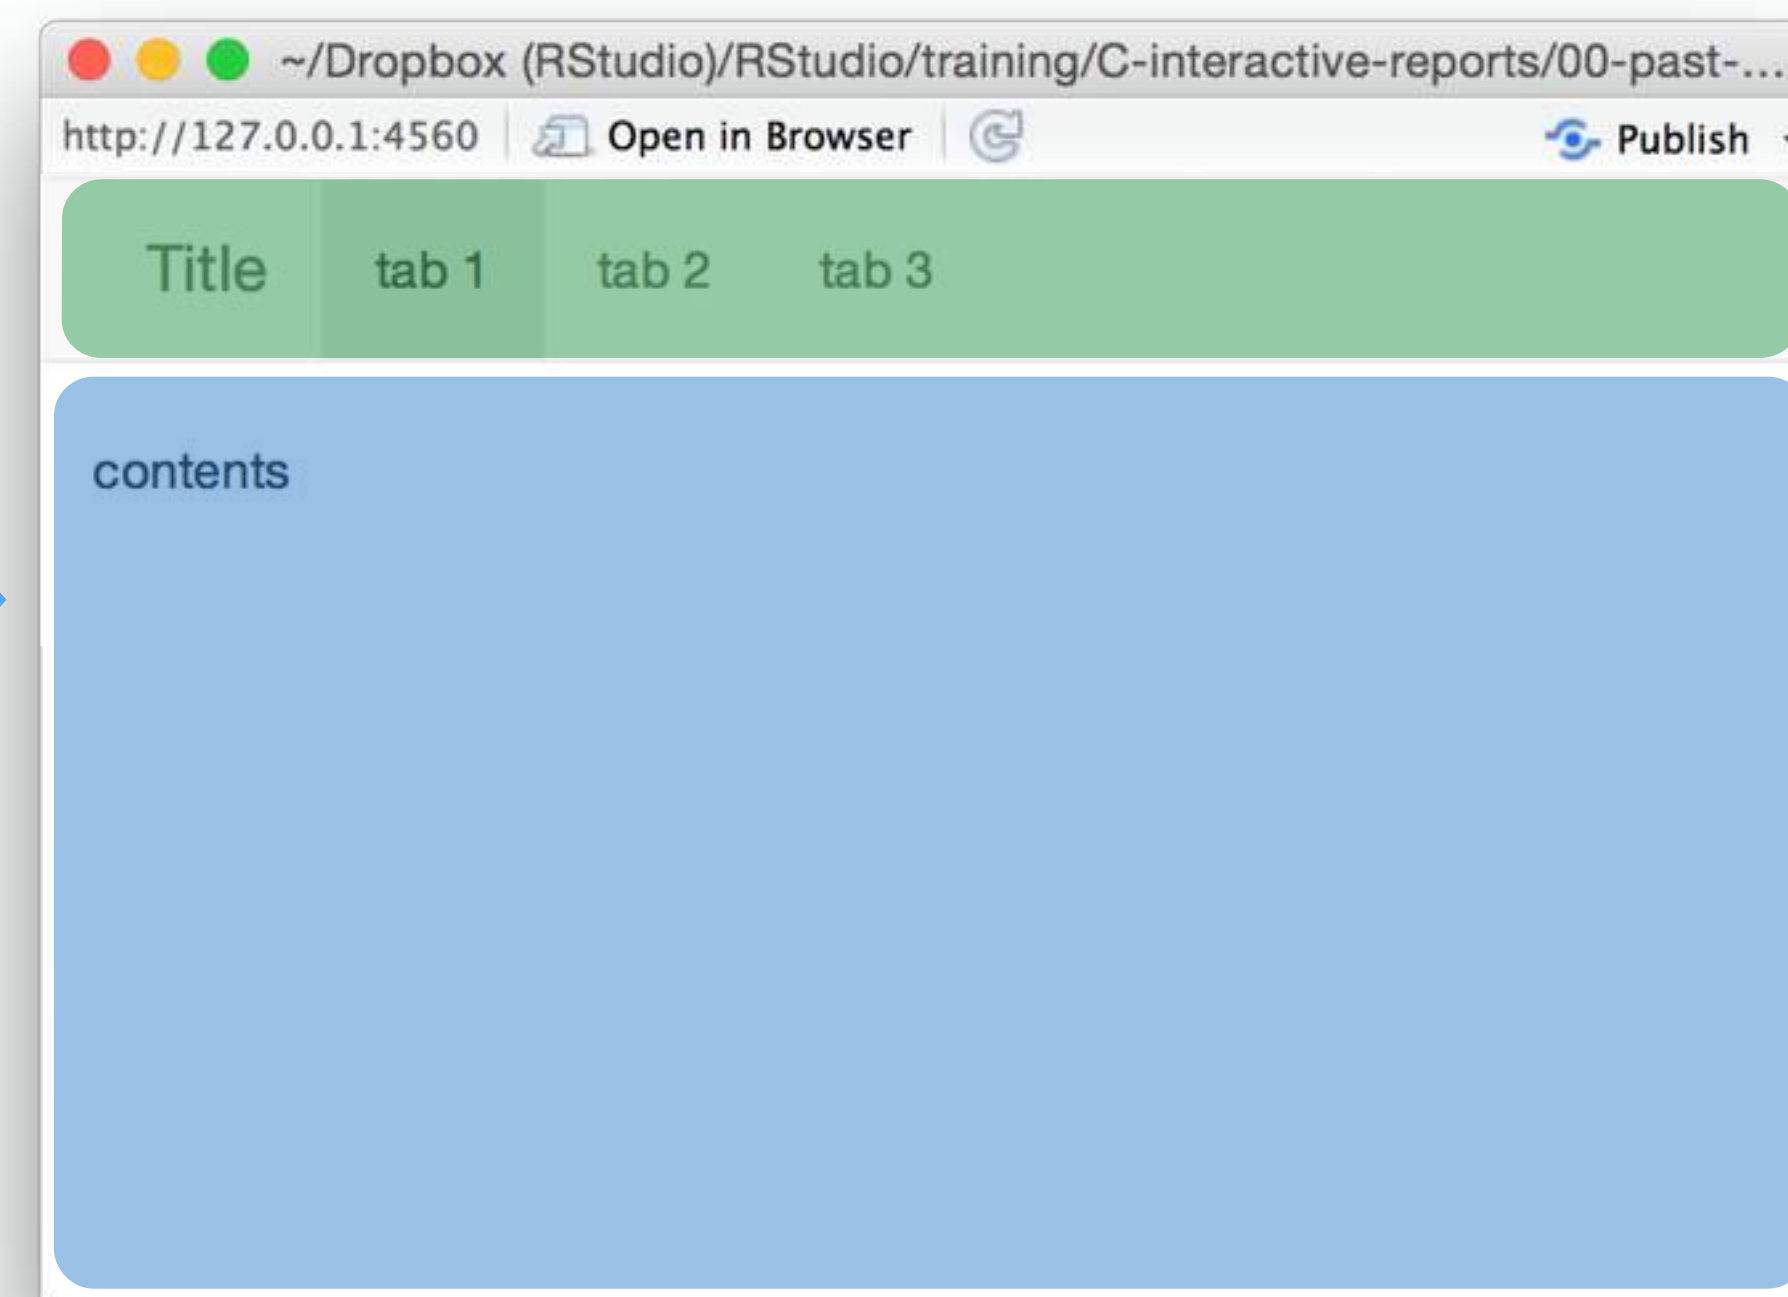 ~/Dropbox (RStudio)/RStudio/training/C-interactive-reports/00-past-...
http://127.0.0.1:4560 Open in Browser Publish
Title tab 1 tab 2 tab 3
contents